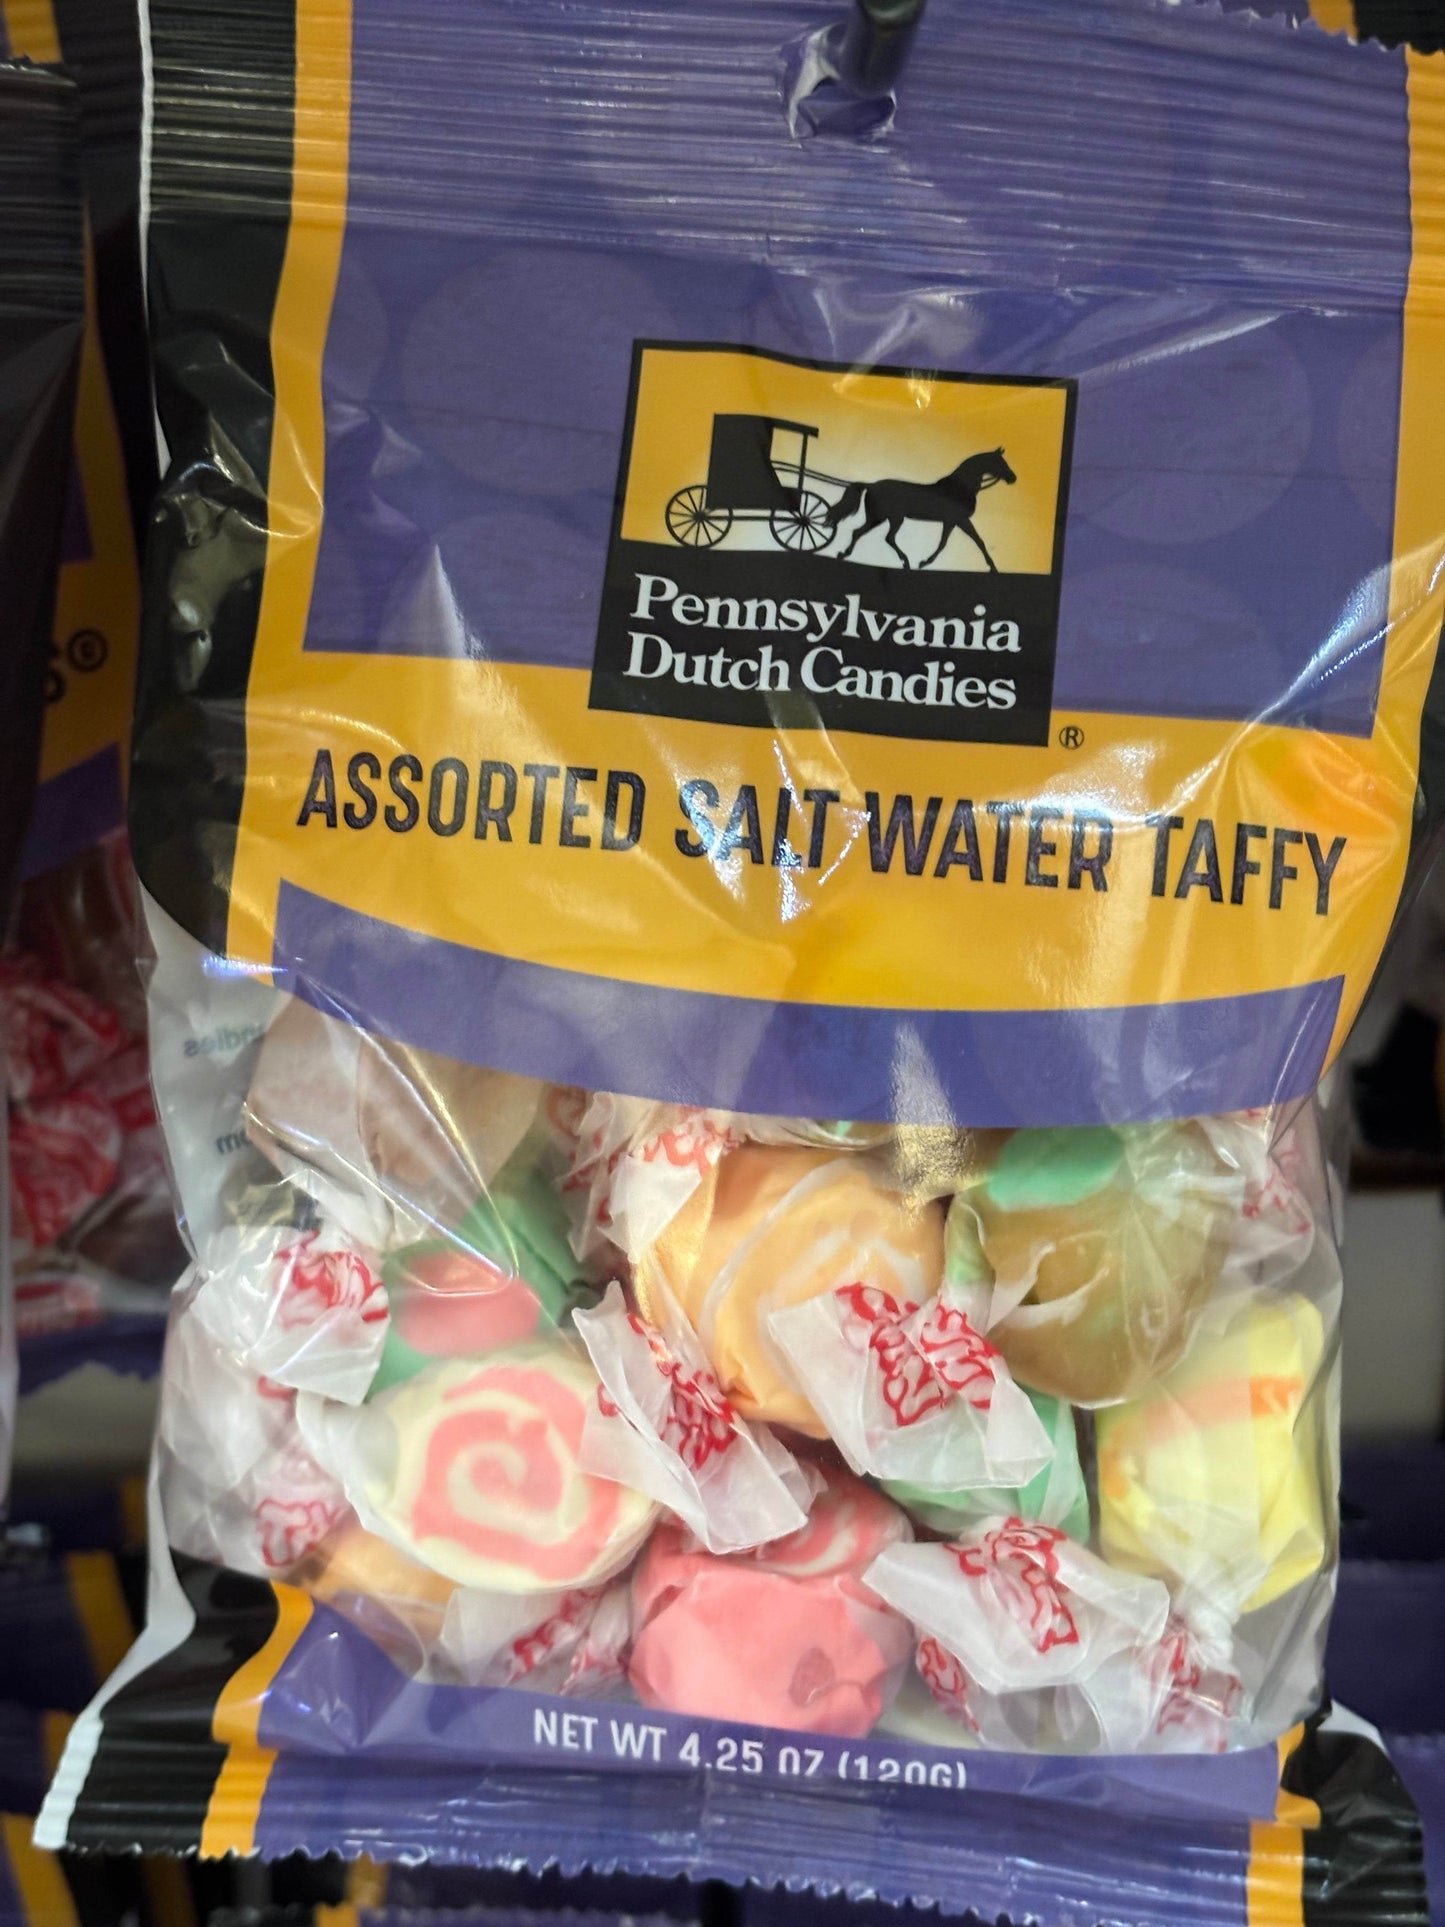 Pennsylvania
Dutch Candies
®
ASSORTED SALT WATER TAFFY
NET WT 4.25 OZ (120G)